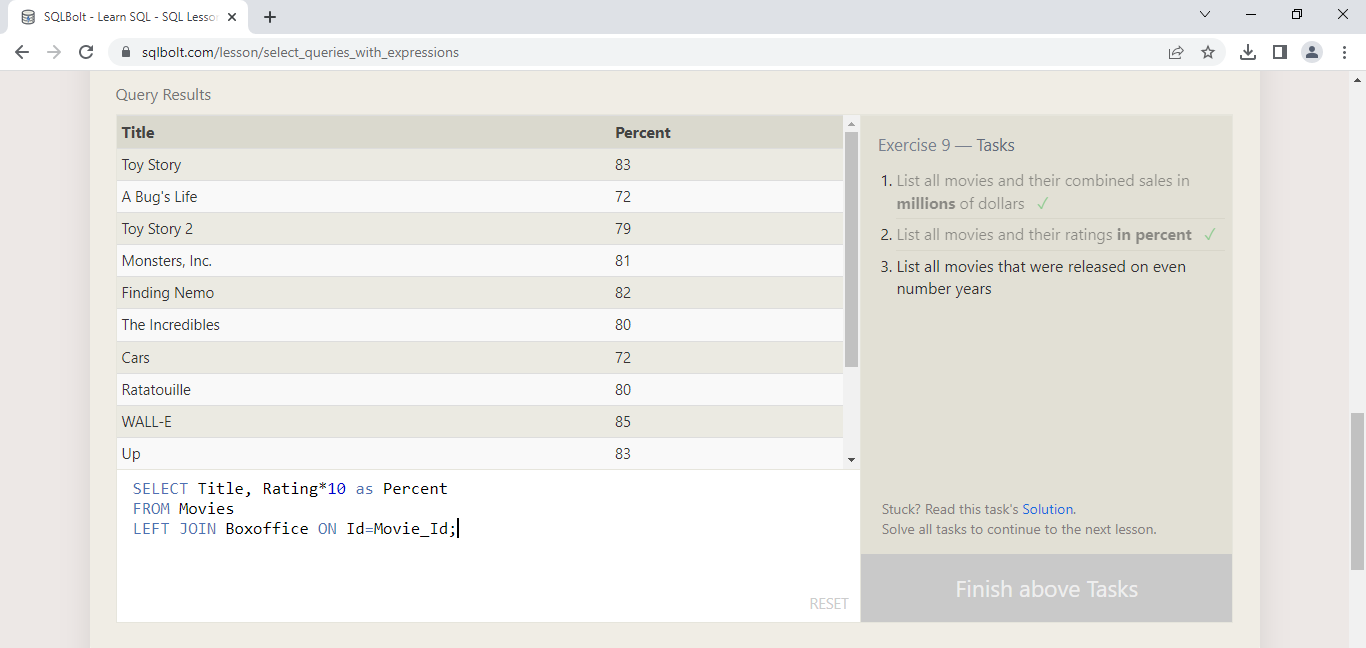 SQLBolt - Learn SQL - SQL Lesson
sqlbolt.com/lesson/select_queries_with_expressions
Query Results
Title Percent
Toy Story 83
A Bug's Life 72
Toy Story 2 79
Monsters, Inc. 81
Finding Nemo 82
The Incredibles 80
Cars 72
Ratatouille 80
WALL-E 85
Up 83
SELECT Title, Rating*10 as Percent
FROM Movies
LEFT JOIN Boxoffice ON Id=Movie_Id;
RESET
Exercise 9 — Tasks
1. List all movies and their combined sales in
millions of dollars ✓
2. List all movies and their ratings in percent ✓
3. List all movies that were released on even
number years
Stuck? Read this task's Solution.
Solve all tasks to continue to the next lesson.
Finish above Tasks